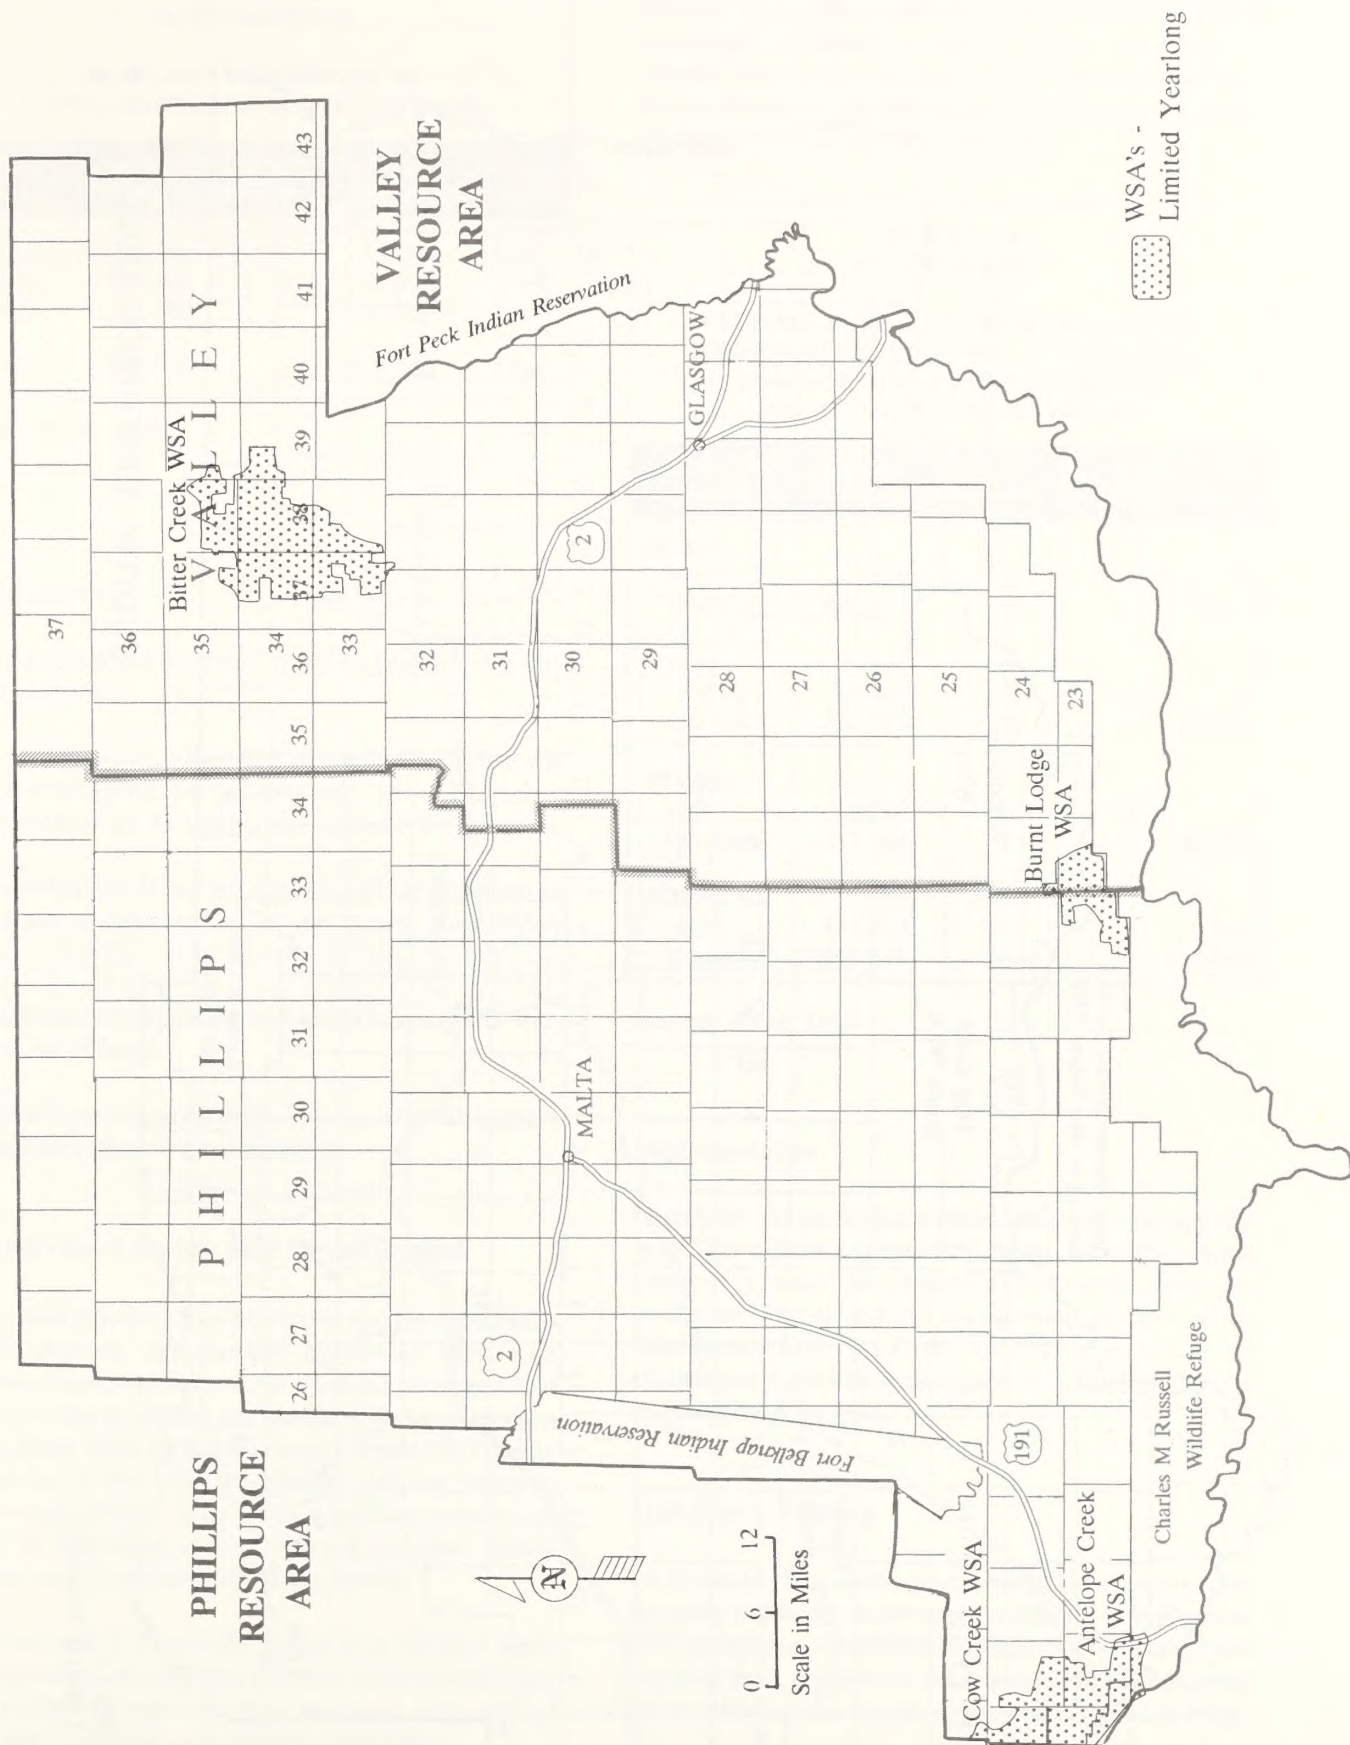 PHILLIPS
RESOURCE
AREA
VALLEY
RESOURCE
AREA
PHILLIPS
VALLEY
Bitter Creek WSA
37
36
35
34
33
32
31
30
29
28
27
26
25
24
23
26
27
28
29
30
31
32
33
34
35
36
37
38
39
40
41
42
43
Fort Peck Indian Reservation
2
MALTA
2
GLASGOW
Fort Belknap Indian Reservation
191
N
0 6 12
Scale in Miles
Cow Creek WSA
Antelope Creek
WSA
Burnt Lodge
WSA
Charles M Russell
Wildlife Refuge
WSA's -
Limited Yearlong